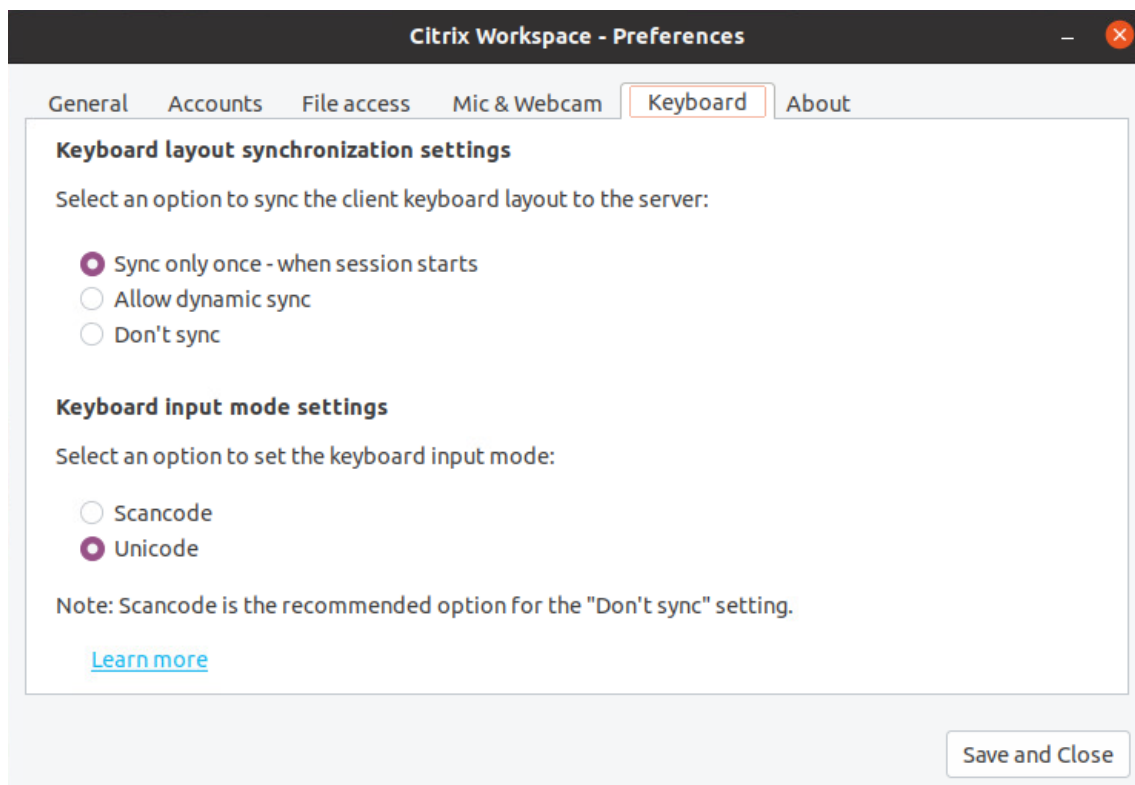 Citrix Workspace - Preferences
General Accounts File access Mic & Webcam Keyboard About
Keyboard layout synchronization settings
Select an option to sync the client keyboard layout to the server:
Sync only once - when session starts
Allow dynamic sync
Don't sync
Keyboard input mode settings
Select an option to set the keyboard input mode:
Scancode
Unicode
Note: Scancode is the recommended option for the "Don't sync" setting.
Learn more
Save and Close